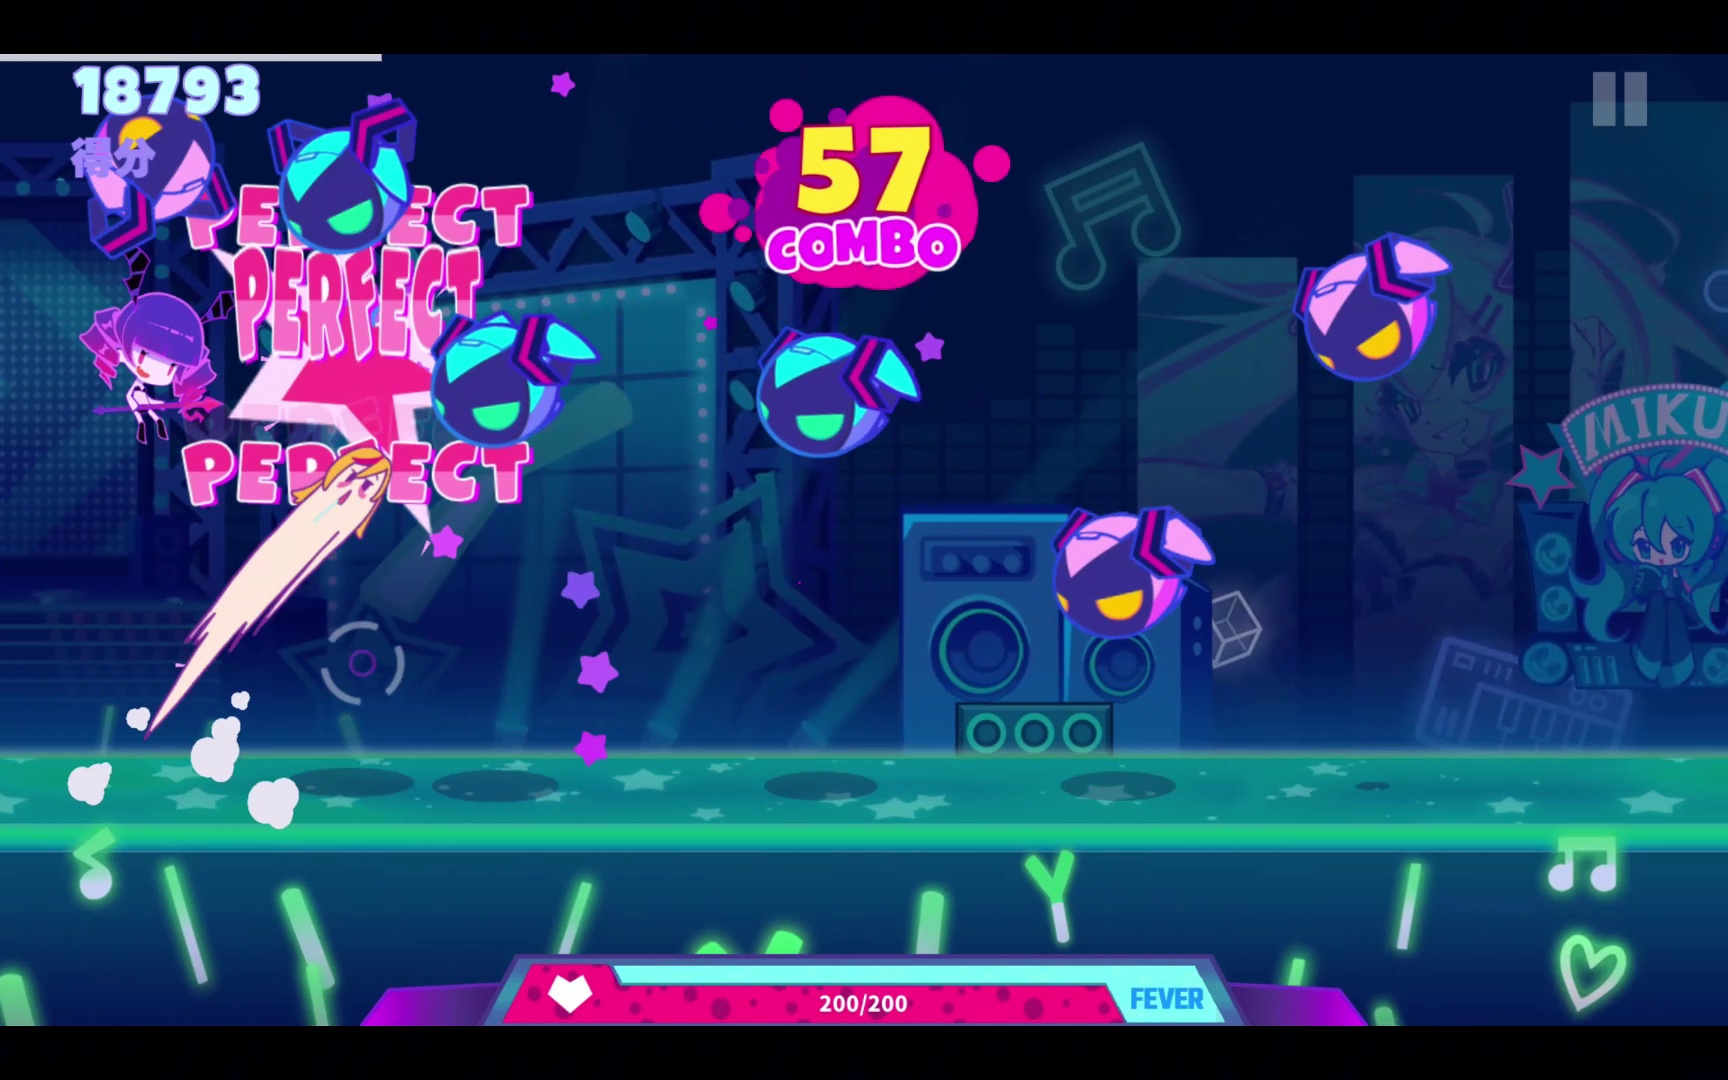 18793
得分
PERFECT
PERFECT
PERFECT
57
COMBO
MIKU
200/200
FEVER